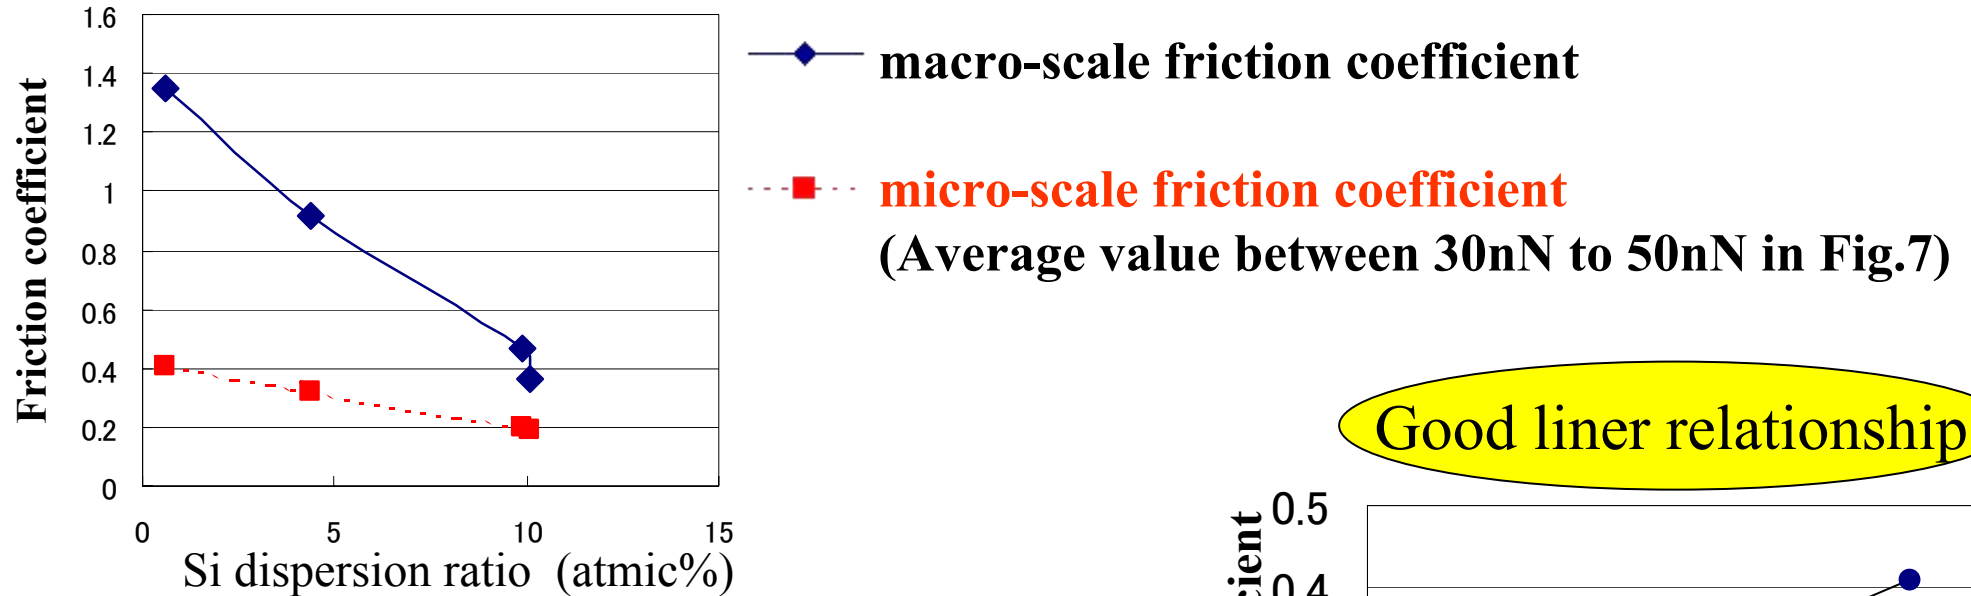 1.6
1.4
1.2
1
0.8
0.6
0.4
0.2
0
Friction coefficient
0 5 10 15
Si dispersion ratio (atmic%)
macro-scale friction coefficient
micro-scale friction coefficient
(Average value between 30nN to 50nN in Fig.7)
Good liner relationship
0.5
0.4
cient